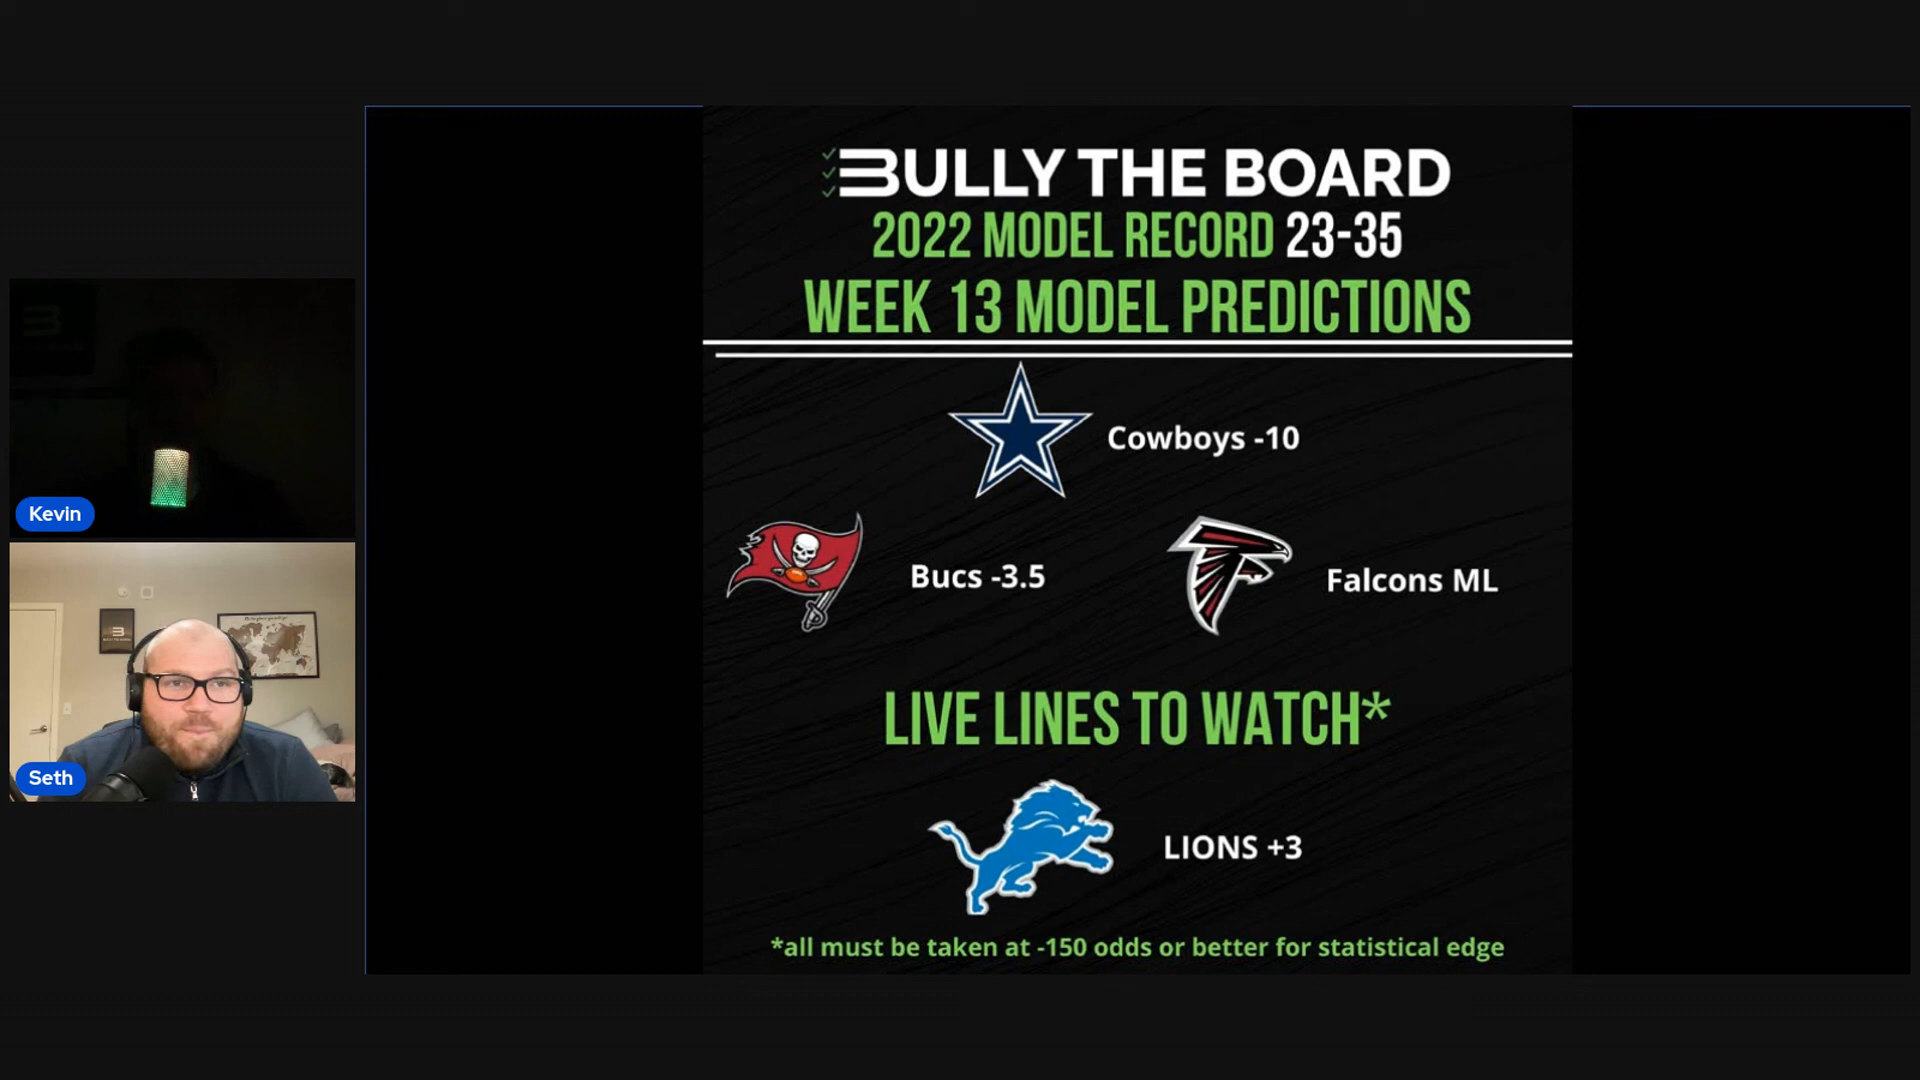 BULLY THE BOARD
2022 MODEL RECORD 23-35
WEEK 13 MODEL PREDICTIONS
Cowboys -10
Bucs -3.5
Falcons ML
LIVE LINES TO WATCH*
LIONS +3
*all must be taken at -150 odds or better for statistical edge
Kevin
Seth